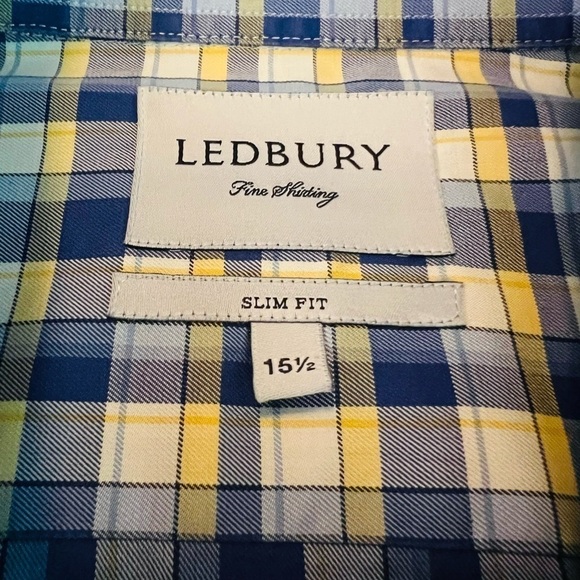 LEDBURY
Fine Shirting
SLIM FIT
15½